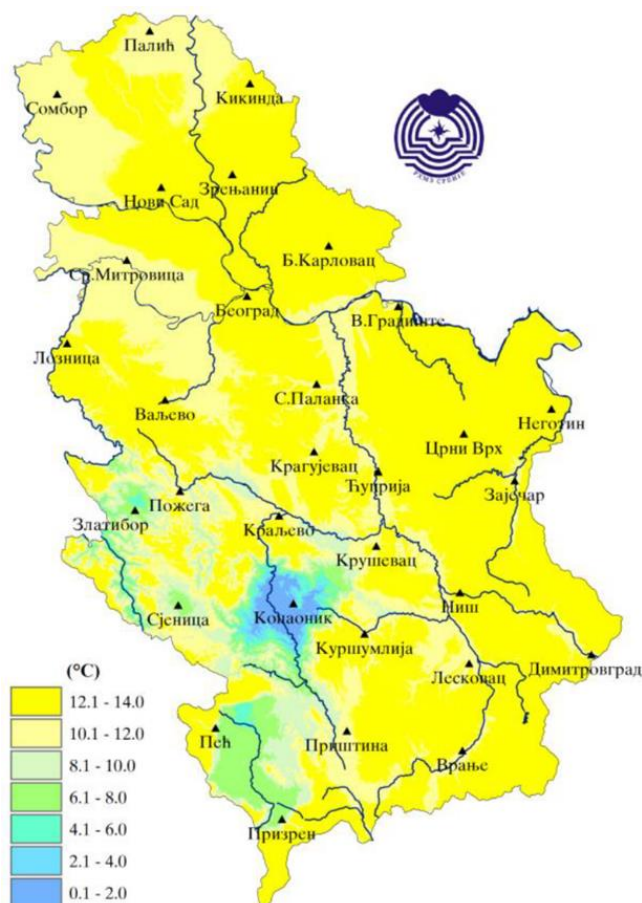 Палић
Сомбор
Кикинда
РХМЗ СРБИЈЕ
Зрењанин
Нови Сад
Б.Карловац
Ср.Митровица
Београд
В.Градиште
Лозница
С.Паланка
Ваљево
Неготин
Црни Врх
Крагујевац
Ћуприја
Зајечар
Пожега
Златибор
Краљево
Крушевац
Ниш
Сјеница
Копаоник
Куршумлија
Димитровград
Лесковац
(°C)
12.1 - 14.0
10.1 - 12.0
8.1 - 10.0
6.1 - 8.0
4.1 - 6.0
2.1 - 4.0
0.1 - 2.0
Пећ
Приштина
Врање
Призрен